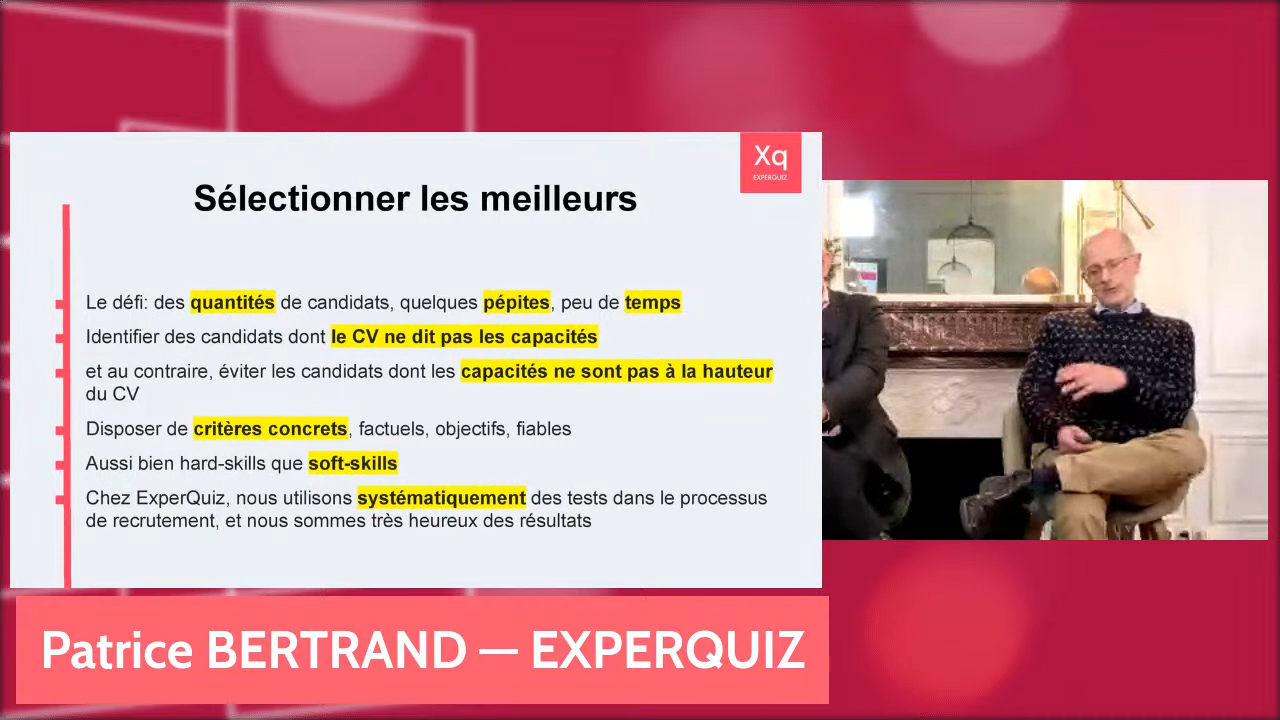 Xq
EXPERQUIZ
Sélectionner les meilleurs
Le défi: des quantités de candidats, quelques pépites, peu de temps
Identifier des candidats dont le CV ne dit pas les capacités
et au contraire, éviter les candidats dont les capacités ne sont pas à la hauteur
du CV
Disposer de critères concrets, factuels, objectifs, fiables
Aussi bien hard-skills que soft-skills
Chez ExperQuiz, nous utilisons systématiquement des tests dans le processus
de recrutement, et nous sommes très heureux des résultats
Patrice BERTRAND — EXPERQUIZ